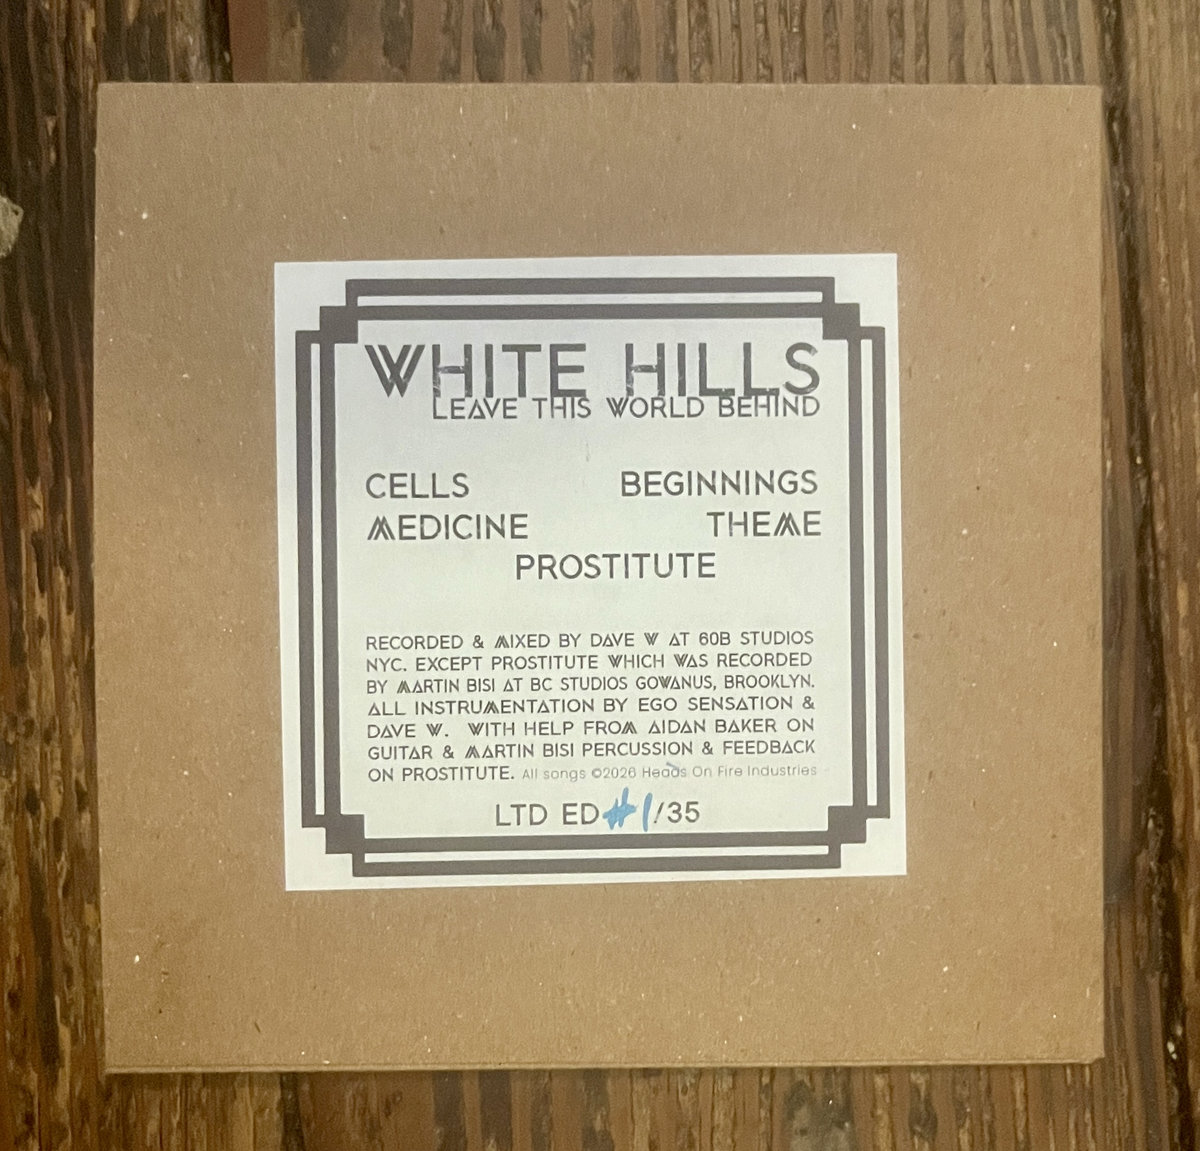 WHITE HILLS
LEAVE THIS WORLD BEHIND
CELLS BEGINNINGS
MEDICINE THEME
PROSTITUTE
RECORDED & MIXED BY DAVE W AT 60B STUDIOS
NYC. EXCEPT PROSTITUTE WHICH WAS RECORDED
BY MARTIN BISI AT BC STUDIOS GOWANUS, BROOKLYN.
ALL INSTRUMENTATION BY EGO SENSATION &
DAVE W. WITH HELP FROM AIDAN BAKER ON
GUITAR & MARTIN BISI PERCUSSION & FEEDBACK
ON PROSTITUTE. All songs ©2026 Heads On Fire Industries
LTD ED #1/35